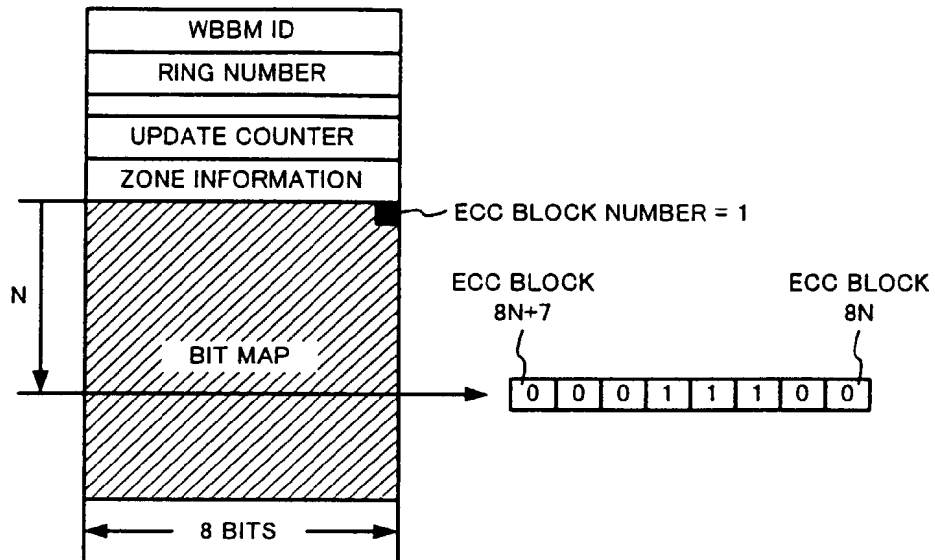 WBBM ID
RING NUMBER
UPDATE COUNTER
ZONE INFORMATION
ECC BLOCK NUMBER = 1
N
ECC BLOCK
8N+7
ECC BLOCK
8N
BIT MAP
0 0 0 1 1 1 0 0
8 BITS